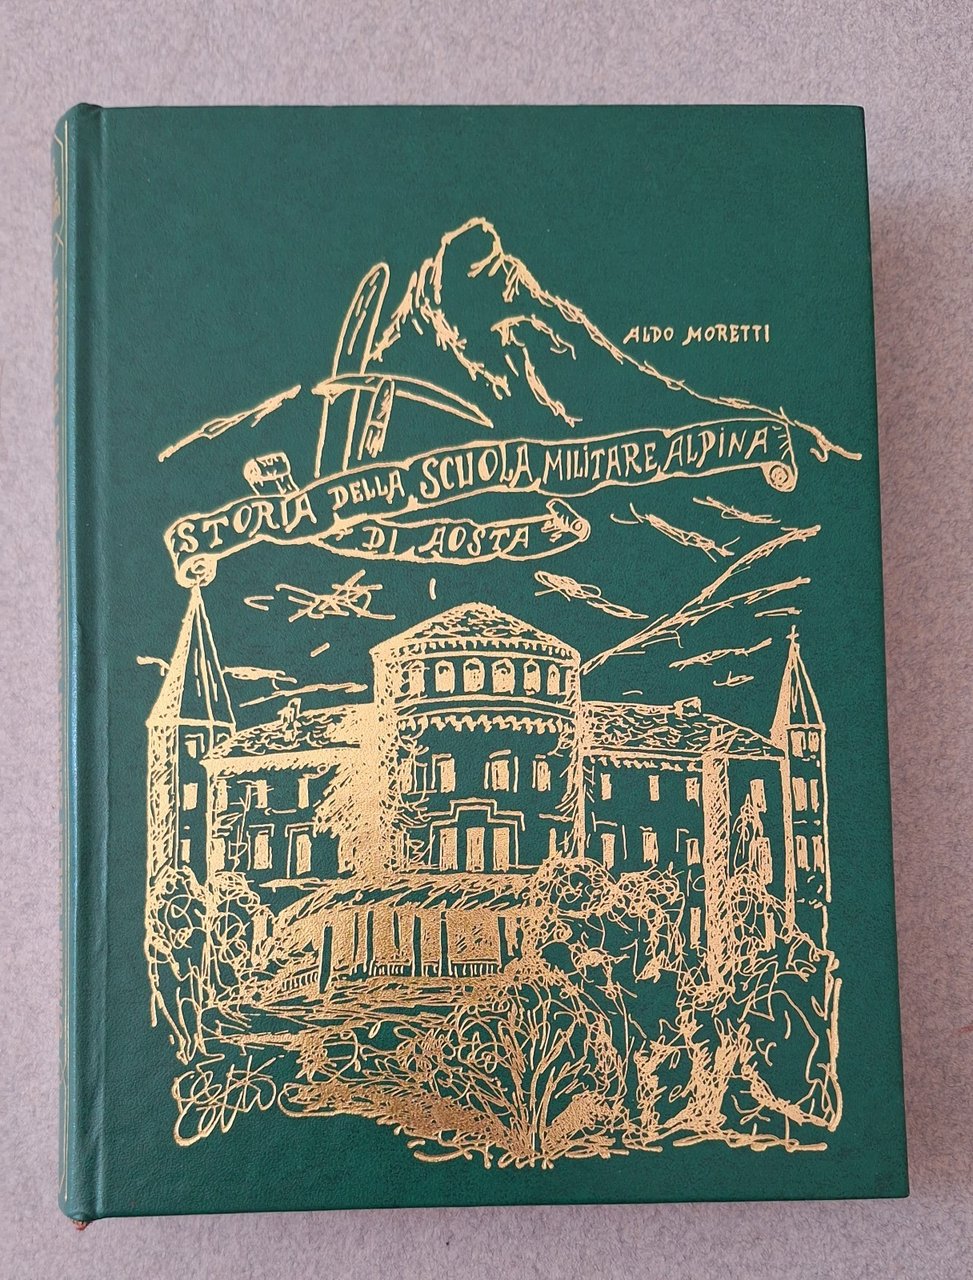 ALDO MORETTI
STORIA DELLA SCUOLA MILITARE ALPINA
DI AOSTA